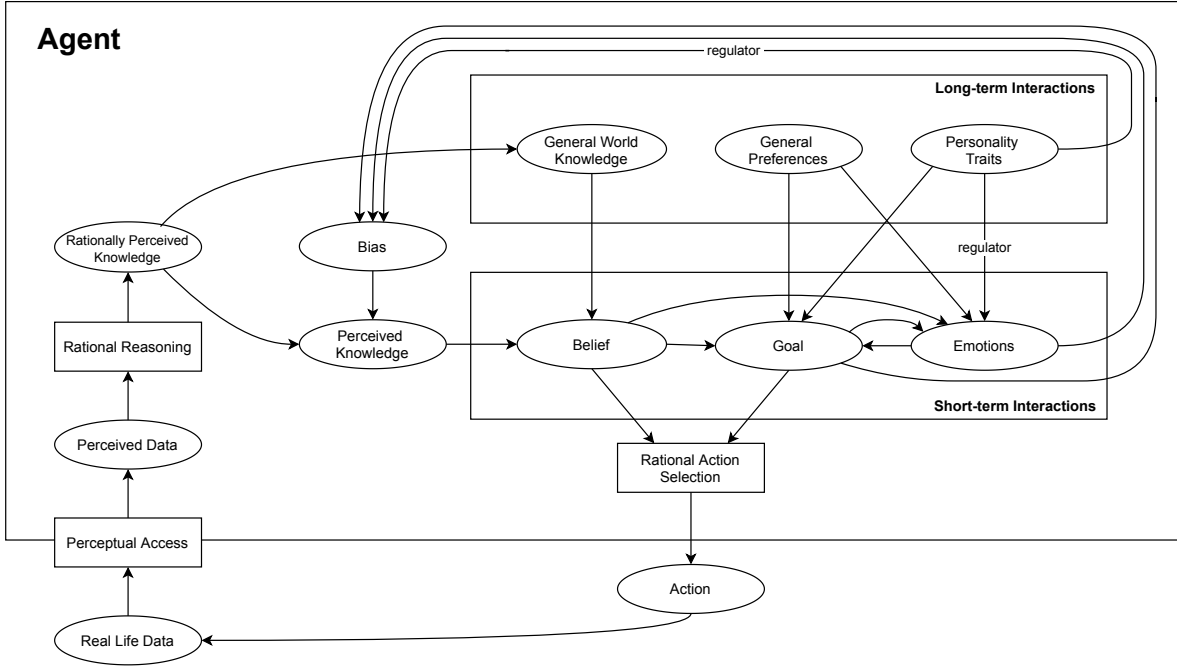 Agent
regulator
Long-term Interactions
General World
Knowledge
General
Preferences
Personality
Traits
Rationally Perceived
Knowledge
Bias
regulator
Rational Reasoning
Perceived
Knowledge
Belief
Goal
Emotions
Short-term Interactions
Perceived Data
Rational Action
Selection
Perceptual Access
Action
Real Life Data